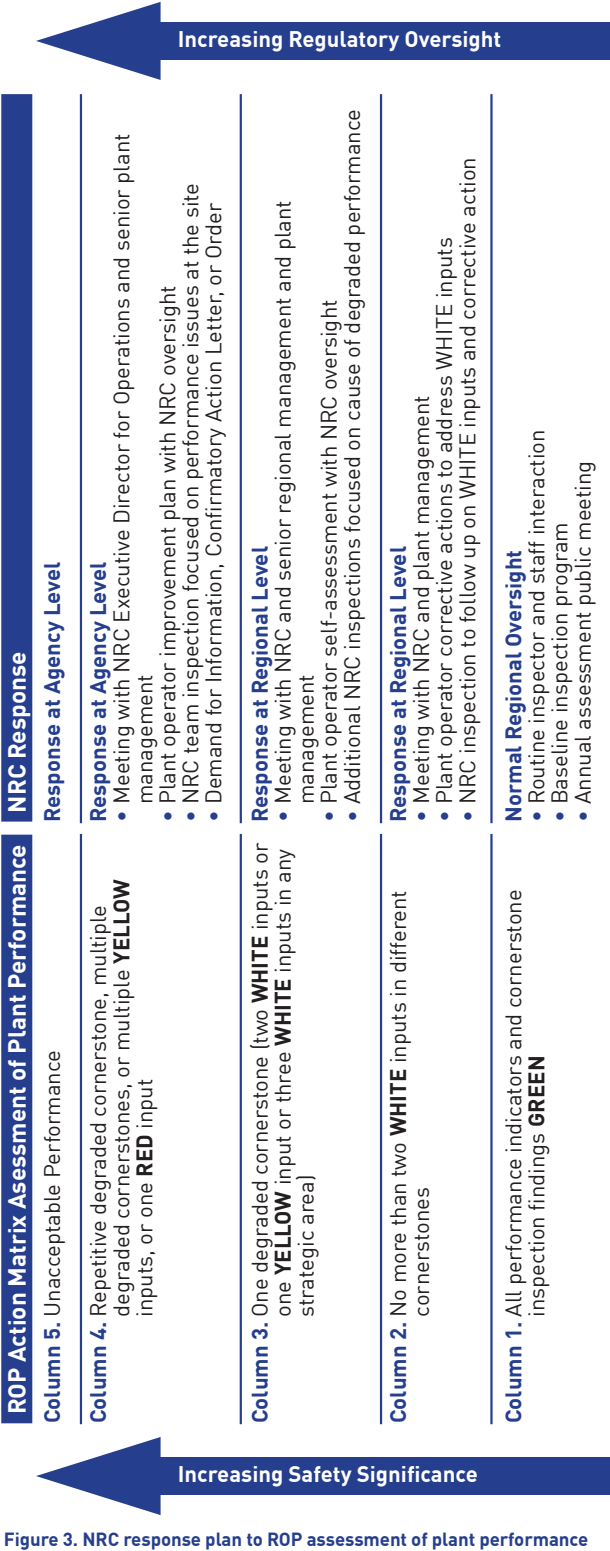 Increasing Regulatory Oversight
ROP Action Matrix Asessment of Plant Performance
NRC Response
Column 5. Unacceptable Performance
Response at Agency Level
Column 4. Repetitive degraded cornerstone, multiple
degraded cornerstones, or multiple YELLOW
inputs, or one RED input
Response at Agency Level
• Meeting with NRC Executive Director for Operations and senior plant
management
• Plant operator improvement plan with NRC oversight
• NRC team inspection focused on performance issues at the site
• Demand for Information, Confirmatory Action Letter, or Order
Column 3. One degraded cornerstone (two WHITE inputs or
one YELLOW input or three WHITE inputs in any
strategic area)
Response at Regional Level
• Meeting with NRC and senior regional management and plant
management
• Plant operator self-assessment with NRC oversight
• Additional NRC inspections focused on cause of degraded performance
Column 2. No more than two WHITE inputs in different
cornerstones
Response at Regional Level
• Meeting with NRC and plant management
• Plant operator corrective actions to address WHITE inputs
• NRC inspection to follow up on WHITE inputs and corrective action
Column 1. All performance indicators and cornerstone
inspection findings GREEN
Normal Regional Oversight
• Routine inspector and staff interaction
• Baseline inspection program
• Annual assessment public meeting
Increasing Safety Significance
Figure 3. NRC response plan to ROP assessment of plant performance